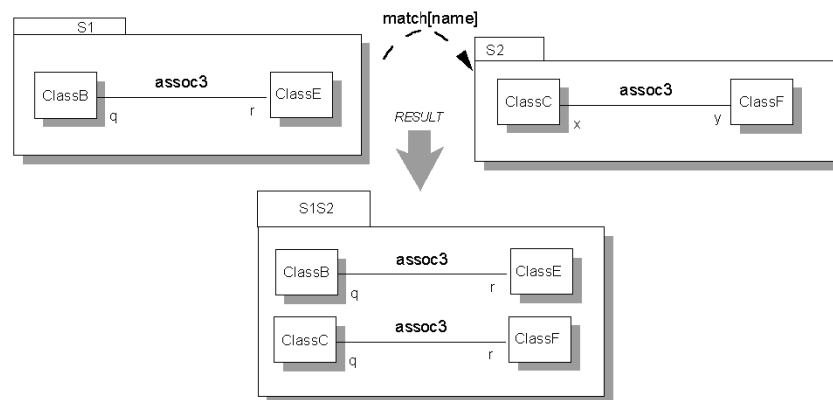 match[name]
S1
S2
assoc3
ClassB
ClassE
q
r
assoc3
ClassC
ClassF
x
y
RESULT
S1S2
assoc3
ClassB
ClassE
q
r
assoc3
ClassC
ClassF
q
r